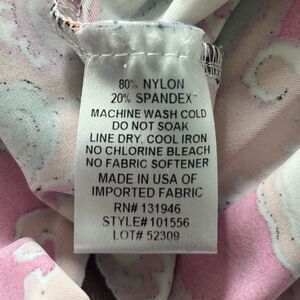 80% NYLON
20% SPANDEX™
MACHINE WASH COLD
DO NOT SOAK
LINE DRY. COOL IRON
NO CHLORINE BLEACH
NO FABRIC SOFTENER
MADE IN USA OF
IMPORTED FABRIC
RN# 131946
STYLE# 101556
LOT# 52309